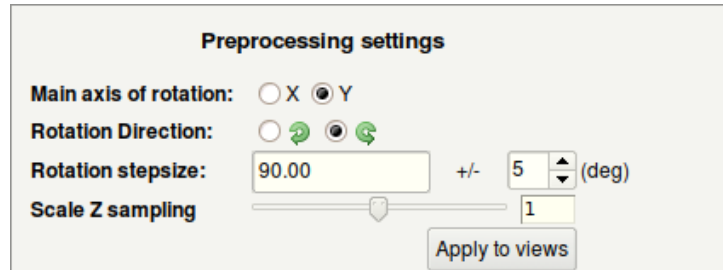 Preprocessing settings
Main axis of rotation: X Y
Rotation Direction:
Rotation stepsize: 90.00 +/- 5 (deg)
Scale Z sampling 1
Apply to views